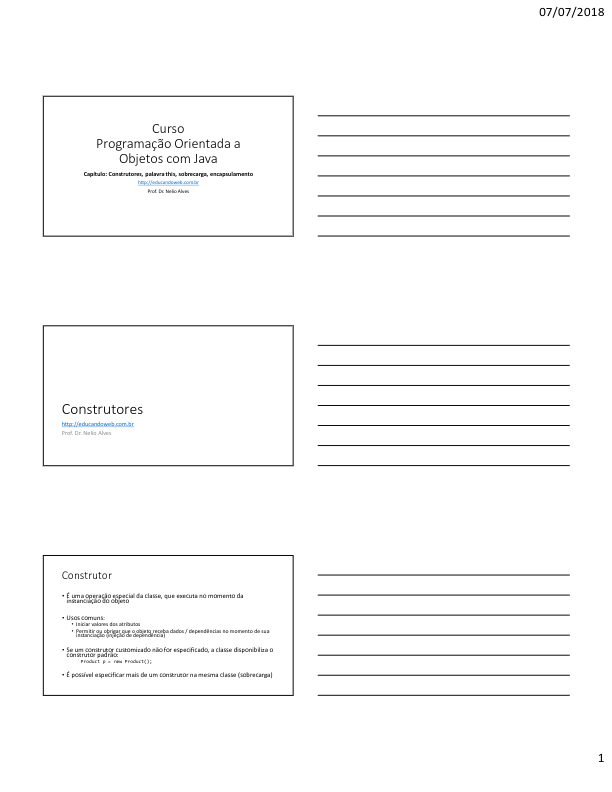 07/07/2018
Curso
Programação Orientada a
Objetos com Java
Capítulo: Construtores, palavra this, sobrecarga, encapsulamento
http://educandoweb.com.br
Prof. Dr. Nelio Alves
Construtores
http://educandoweb.com.br
Prof. Dr. Nelio Alves
Construtor
• É uma operação especial da classe, que executa no momento da
instanciação do objeto
• Usos comuns:
• Iniciar valores dos atributos
• Permitir ou obrigar que o objeto receba dados / dependências no momento de sua
instanciação (injeção de dependência)
• Se um construtor customizado não for especificado, a classe disponibiliza o
construtor padrão:
Product p = new Product();
• É possível especificar mais de um construtor na mesma classe (sobrecarga)
1